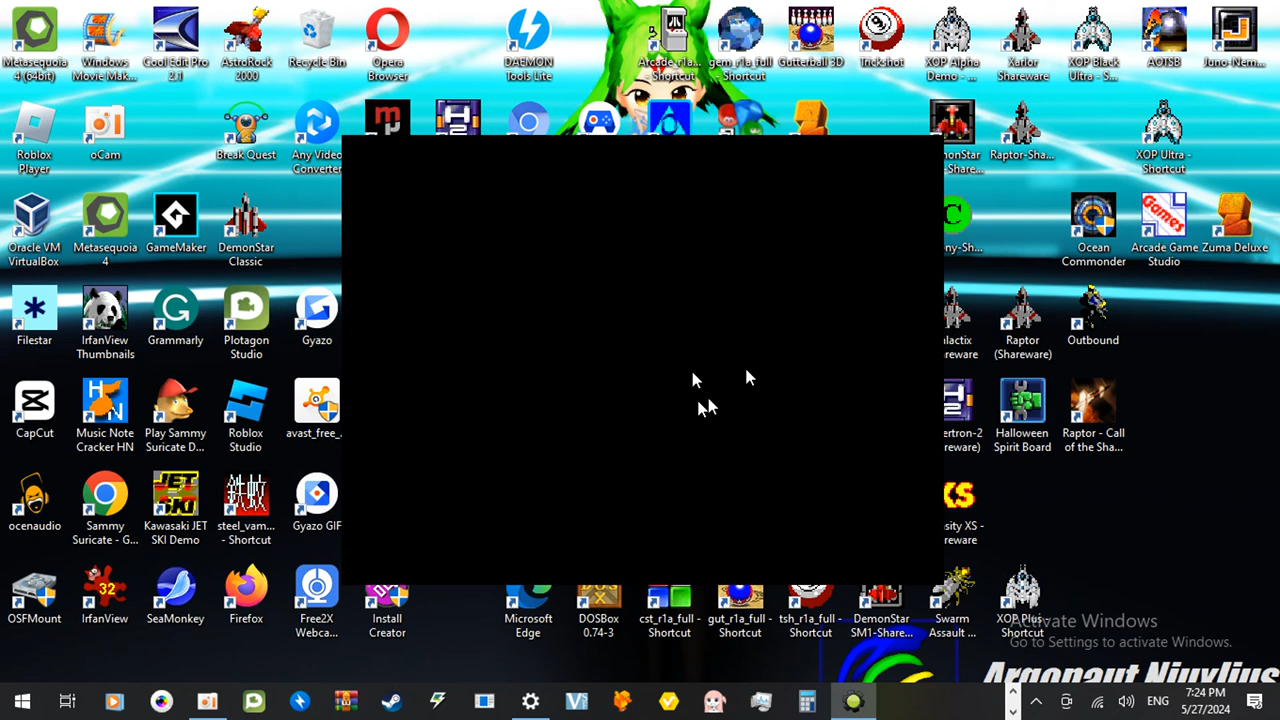 Metasequoia 4 (64bit)
Windows Movie Mak...
Cool Edit Pro 2.1
AstroRock 2000
Recycle Bin
Opera Browser
DAEMON Tools Lite
Arcade_r1a... - Shortcut
gem_r1a_full - Shortcut
Gutterball 3D
Trickshot
XOP Alpha Demo - ...
Xarlor Shareware
XOP Black Ultra - S...
AOTSB
Juno-Nem...
Roblox Player
oCam
Break Quest
Any Video Converter
Raptor-Sha...
XOP Ultra - Shortcut
Oracle VM VirtualBox
Metasequoia 4
GameMaker
DemonStar Classic
Ocean Commander
Arcade Game Studio
Zuma Deluxe
Filestar
IrfanView Thumbnails
Grammarly
Plotagon Studio
Gyazo
Raptor (Shareware)
Outbound
CapCut
Music Note Cracker HN
Play Sammy Suricate D...
Roblox Studio
avast_free_...
Halloween Spirit Board
Raptor - Call of the Sha...
ocenaudio
Sammy Suricate - G...
Kawasaki JET SKI Demo
steel_vam... - Shortcut
Gyazo GIF
OSFMount
IrfanView
SeaMonkey
Firefox
Free2X Webca...
Install Creator
Microsoft Edge
DOSBox 0.74-3
cst_r1a_full - Shortcut
gut_r1a_full - Shortcut
tsh_r1a_full - Shortcut
DemonStar SM1-Share...
Swarm Assault ...
XOP Plus Shortcut
Activate Windows
Go to Settings to activate Windows.
ENG
7:24 PM
5/27/2024